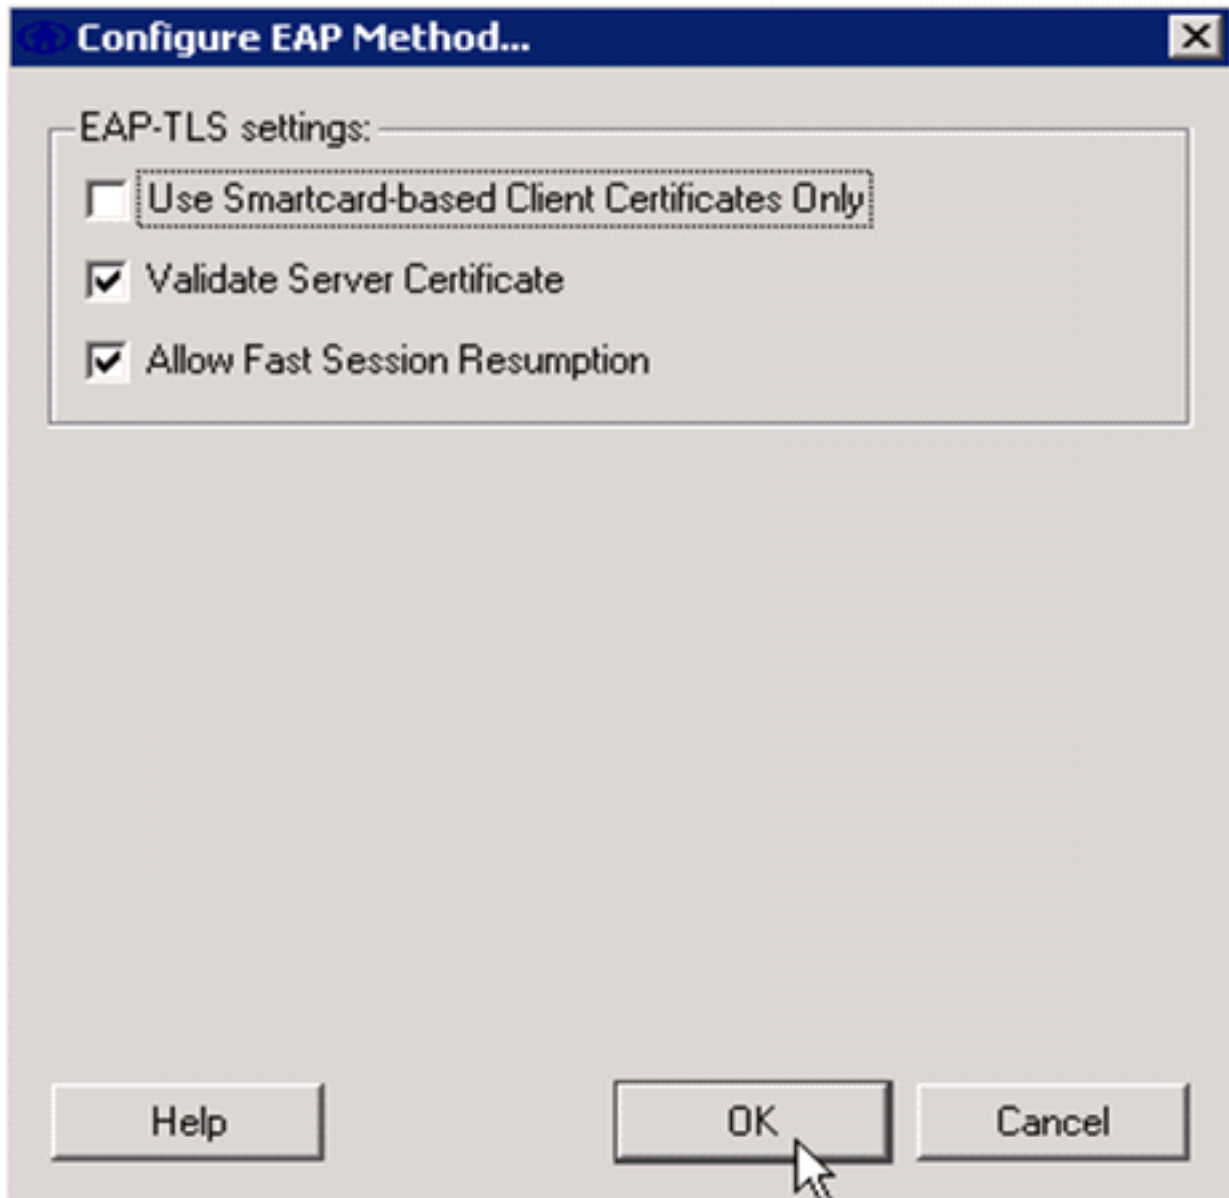 Configure EAP Method...
EAP-TLS settings:
Use Smartcard-based Client Certificates Only
Validate Server Certificate
Allow Fast Session Resumption
Help OK Cancel